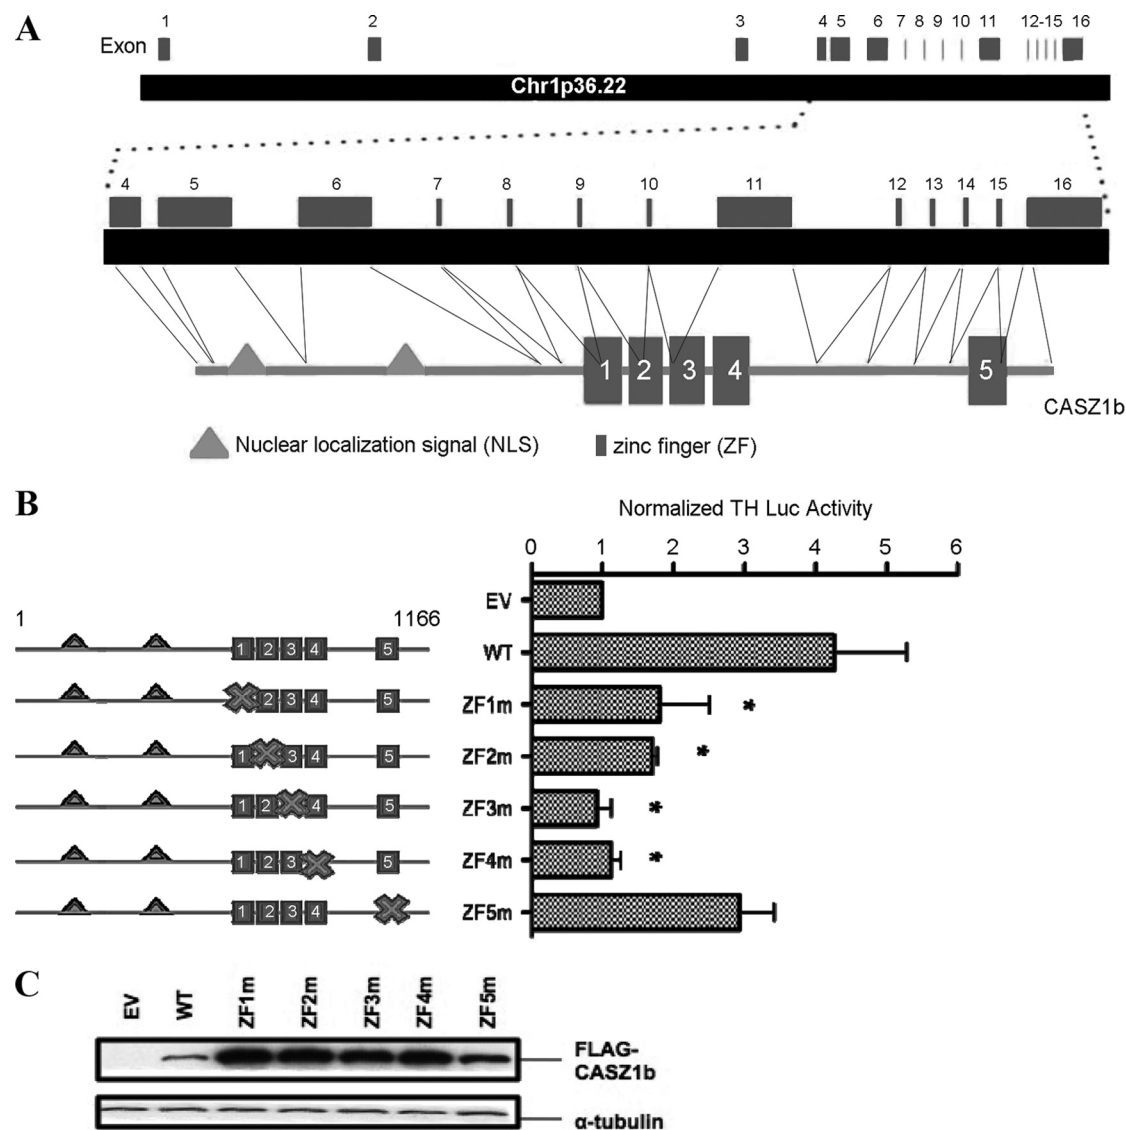 A
1 2 3 4 5 6 7 8 9 10 11 12-15 16
Exon
Chr1p36.22
4 5 6 7 8 9 10 11 12 13 14 15 16
1 2 3 4 5
CASZ1b
Nuclear localization signal (NLS) zinc finger (ZF)
B
Normalized TH Luc Activity
0 1 2 3 4 5 6
1 1166
EV
1 2 3 4 5 WT
2 3 4 5 ZF1m *
1 3 4 5 ZF2m *
1 2 4 5 ZF3m *
1 2 3 5 ZF4m *
1 2 3 4 ZF5m
C
EV WT ZF1m ZF2m ZF3m ZF4m ZF5m
FLAG-
CASZ1b
α-tubulin